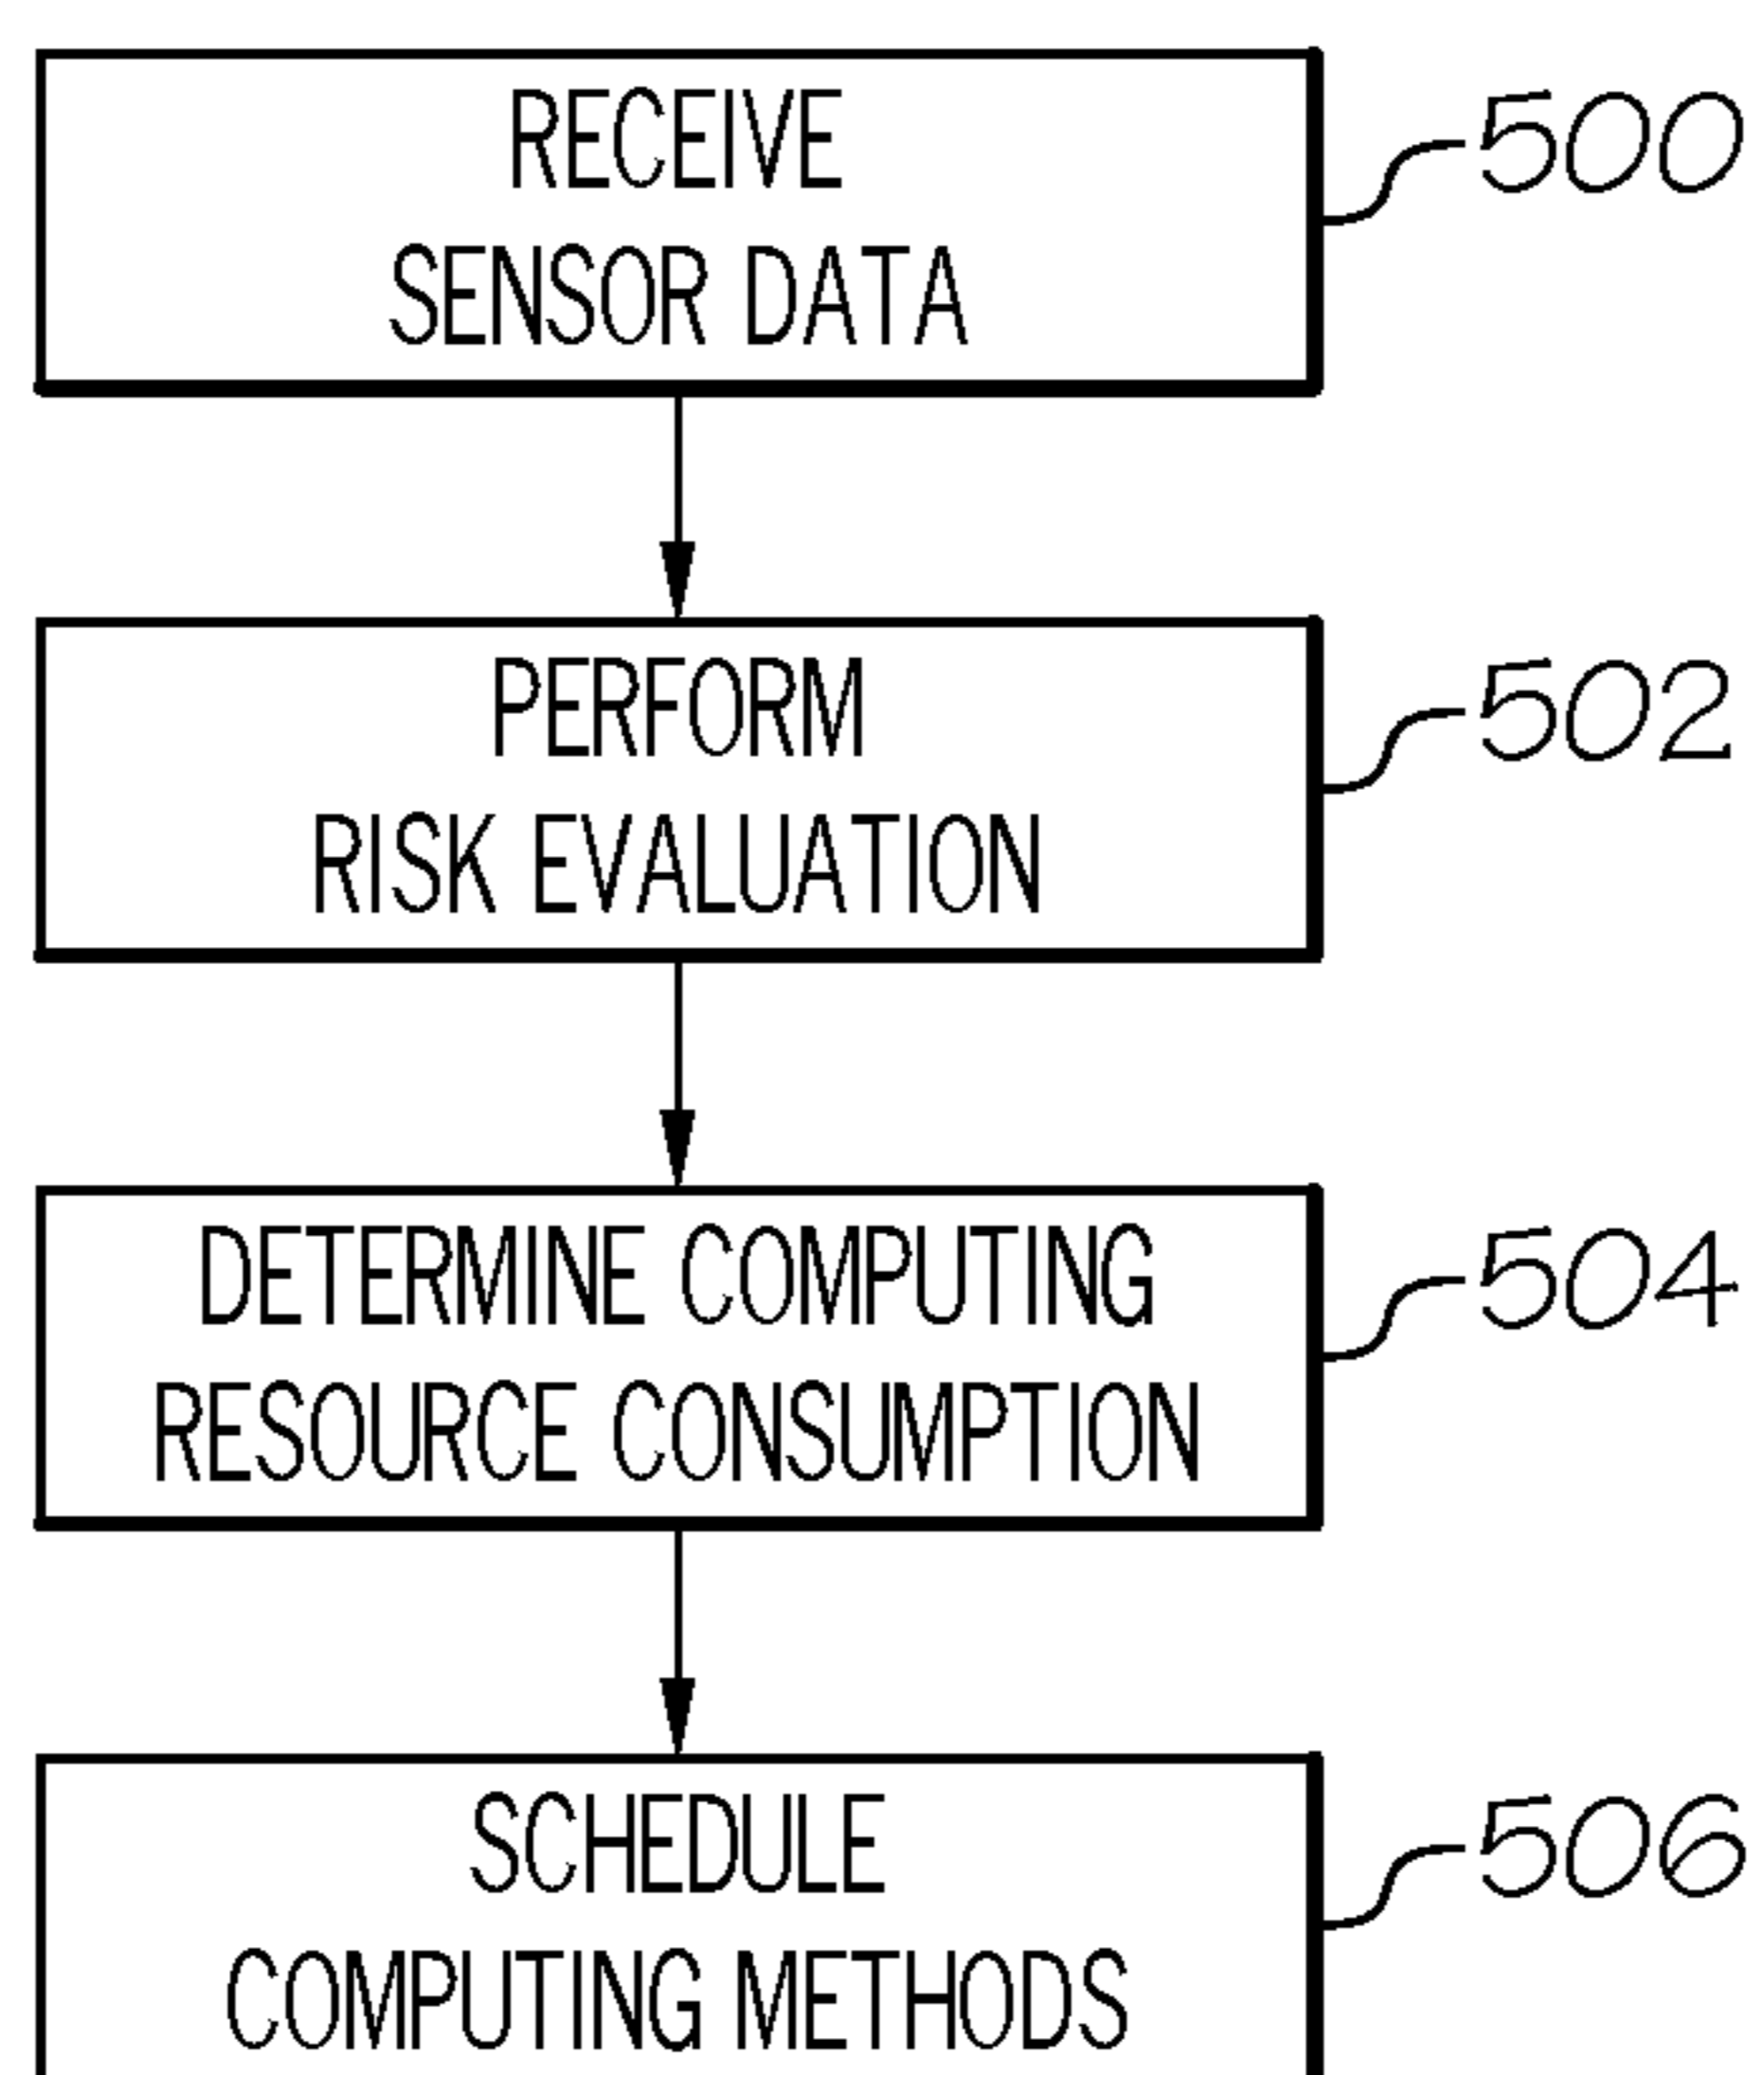 RECEIVE
SENSOR DATA
500
PERFORM
RISK EVALUATION
502
DETERMINE COMPUTING
RESOURCE CONSUMPTION
504
SCHEDULE
COMPUTING METHODS
506